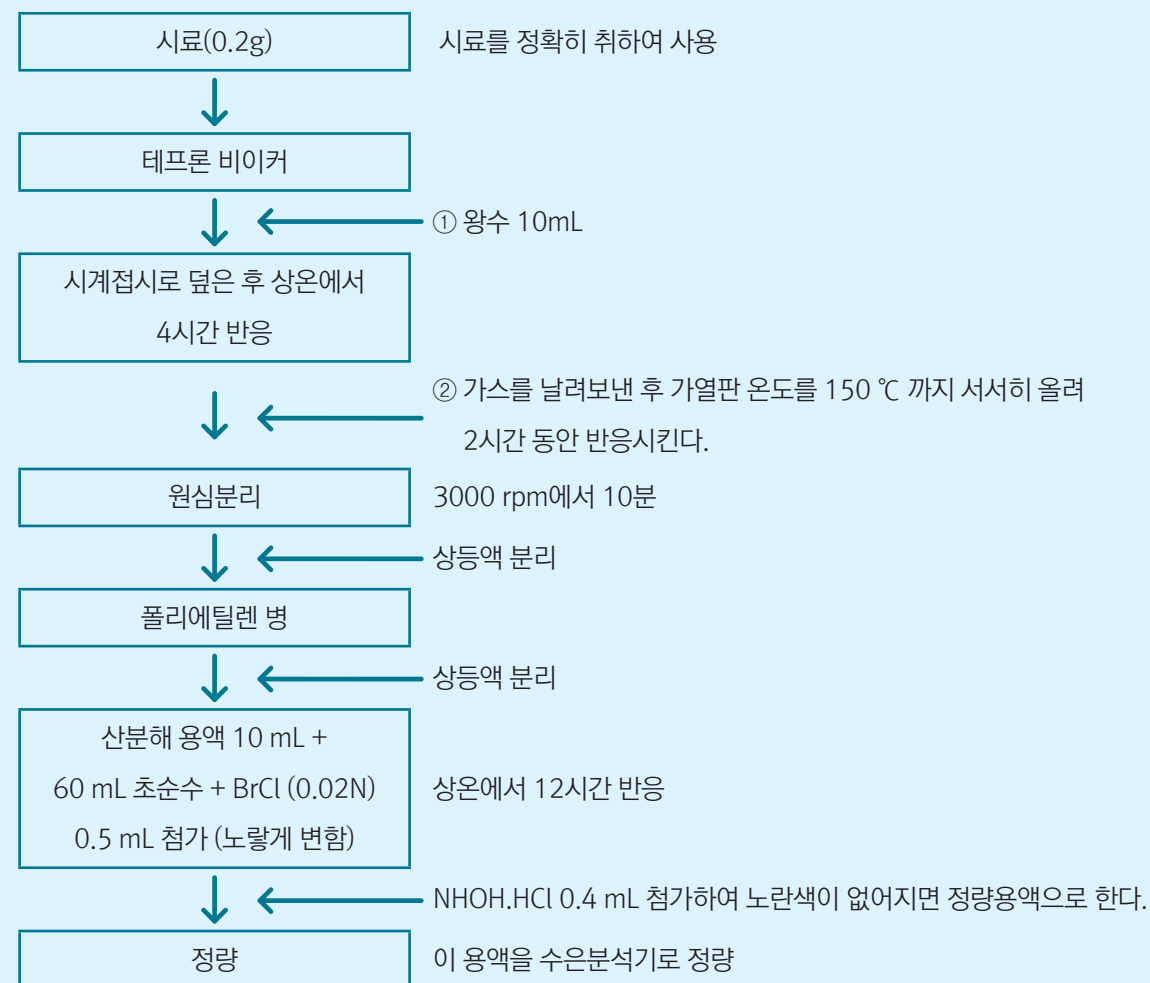 시료(0.2g)
시료를 정확히 취하여 사용
테프론 비이커
① 왕수 10mL
시계접시로 덮은 후 상온에서
4시간 반응
② 가스를 날려보낸 후 가열판 온도를 150 ℃ 까지 서서히 올려
2시간 동안 반응시킨다.
원심분리
3000 rpm에서 10분
상등액 분리
폴리에틸렌 병
상등액 분리
산분해 용액 10 mL +
60 mL 초순수 + BrCl (0.02N)
0.5 mL 첨가 (노랗게 변함)
상온에서 12시간 반응
NHOH.HCl 0.4 mL 첨가하여 노란색이 없어지면 정량용액으로 한다.
정량
이 용액을 수은분석기로 정량